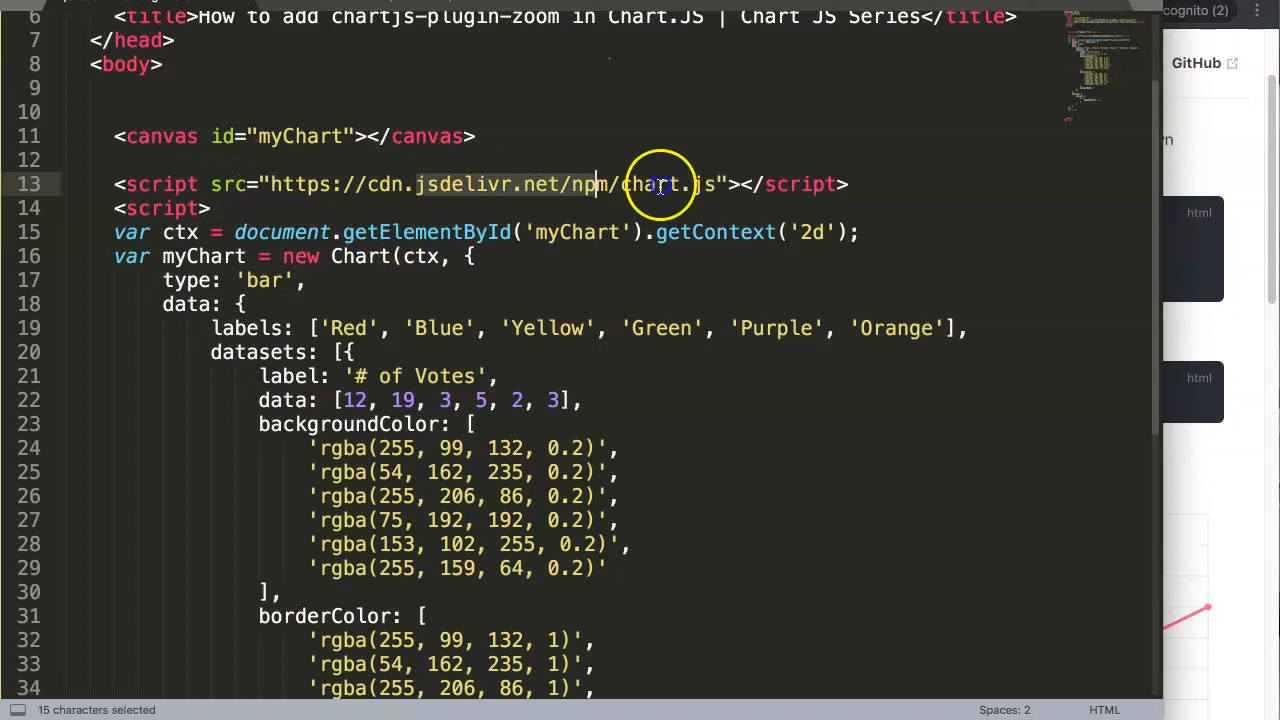 6 <title>How to add chartjs-plugin-zoom in Chart.JS | Chart JS Series</title>
cognito (2)
7 </head>
8 <body>
GitHub
9
10
11 <canvas id="myChart"></canvas>
wn
12
13 <script src="https://cdn.jsdelivr.net/npm/chart.js"></script>
14 <script>
html
15 var ctx = document.getElementById('myChart').getContext('2d');
16 var myChart = new Chart(ctx, {
17 type: 'bar',
18 data: {
19 labels: ['Red', 'Blue', 'Yellow', 'Green', 'Purple', 'Orange'],
20 datasets: [{
21 label: '# of Votes',
html
22 data: [12, 19, 3, 5, 2, 3],
23 backgroundColor: [
24 'rgba(255, 99, 132, 0.2)',
25 'rgba(54, 162, 235, 0.2)',
26 'rgba(255, 206, 86, 0.2)',
27 'rgba(75, 192, 192, 0.2)',
28 'rgba(153, 102, 255, 0.2)',
29 'rgba(255, 159, 64, 0.2)'
30 ],
31 borderColor: [
32 'rgba(255, 99, 132, 1)',
33 'rgba(54, 162, 235, 1)',
34 'rgba(255, 206, 86, 1)',
15 characters selected
Spaces: 2
HTML